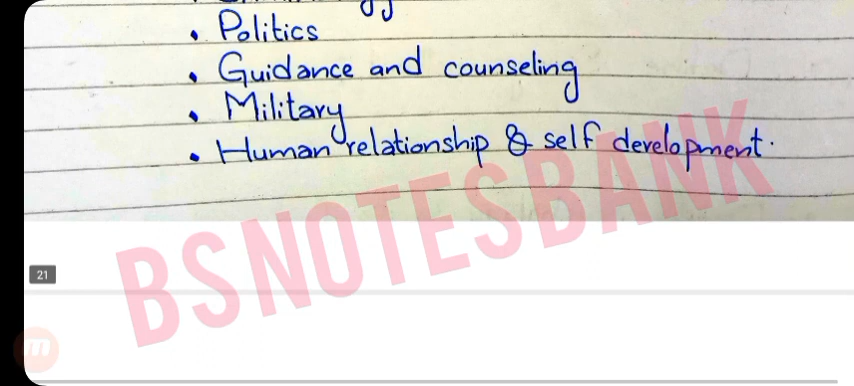 • Politics
• Guidance and counseling
• Military
• Human relationship & self development.
BSNOTESBANK
21
m